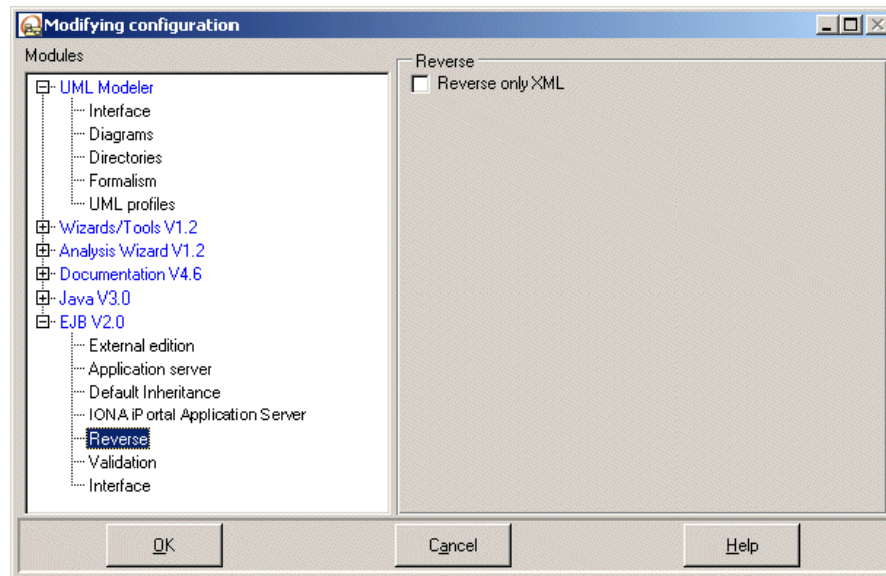 Modifying configuration
Modules
UML Modeler
Interface
Diagrams
Directories
Formalism
UML profiles
Wizards/Tools V1.2
Analysis Wizard V1.2
Documentation V4.6
Java V3.0
EJB V2.0
External edition
Application server
Default Inheritance
IONA iPortal Application Server
Reverse
Validation
Interface
Reverse
Reverse only XML
OK
Cancel
Help